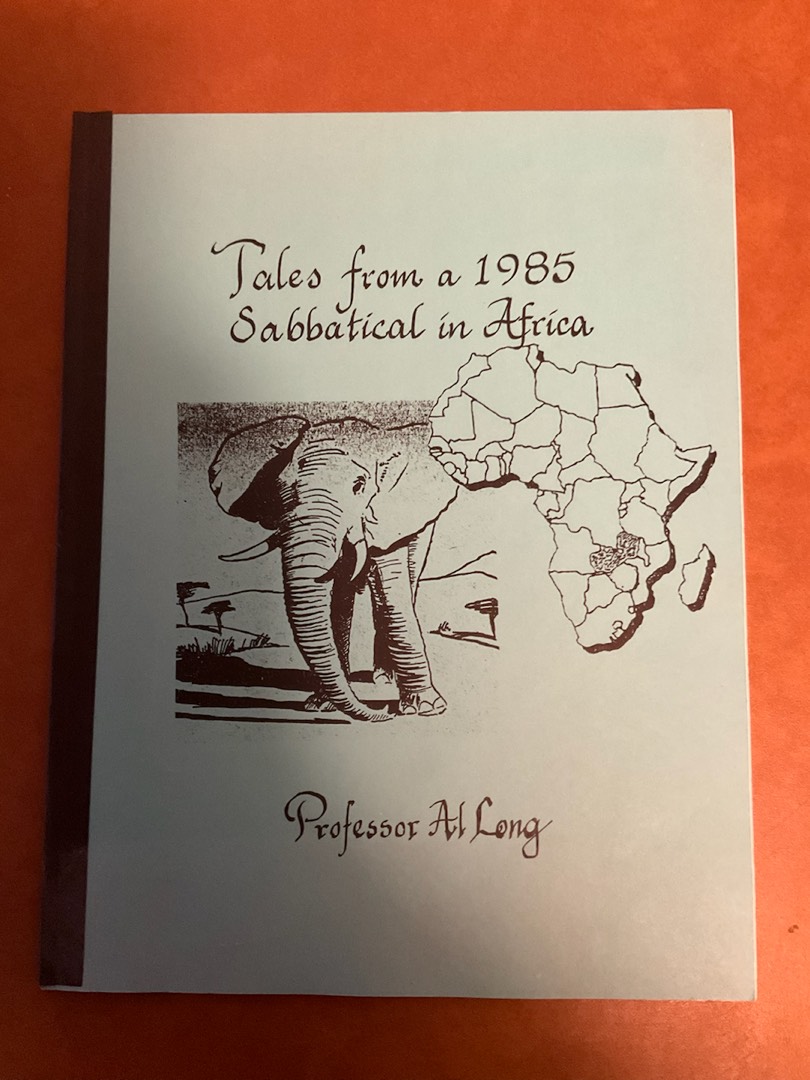 Tales from a 1985
Sabbatical in Africa
Professor Al Long